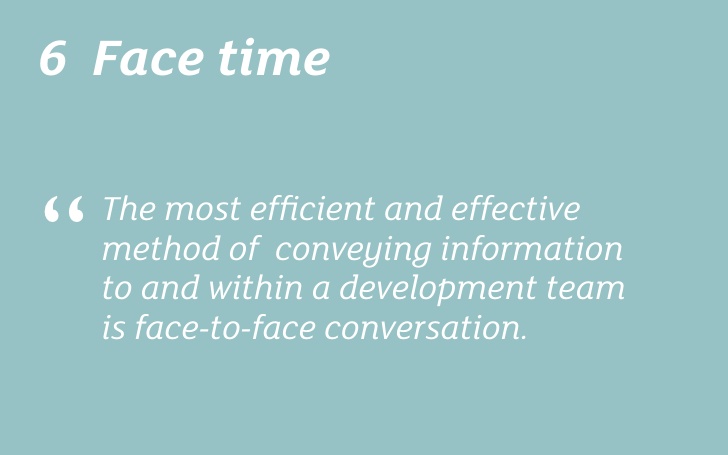 6 Face time
“ The most efficient and effective
method of conveying information
to and within a development team
is face-to-face conversation.